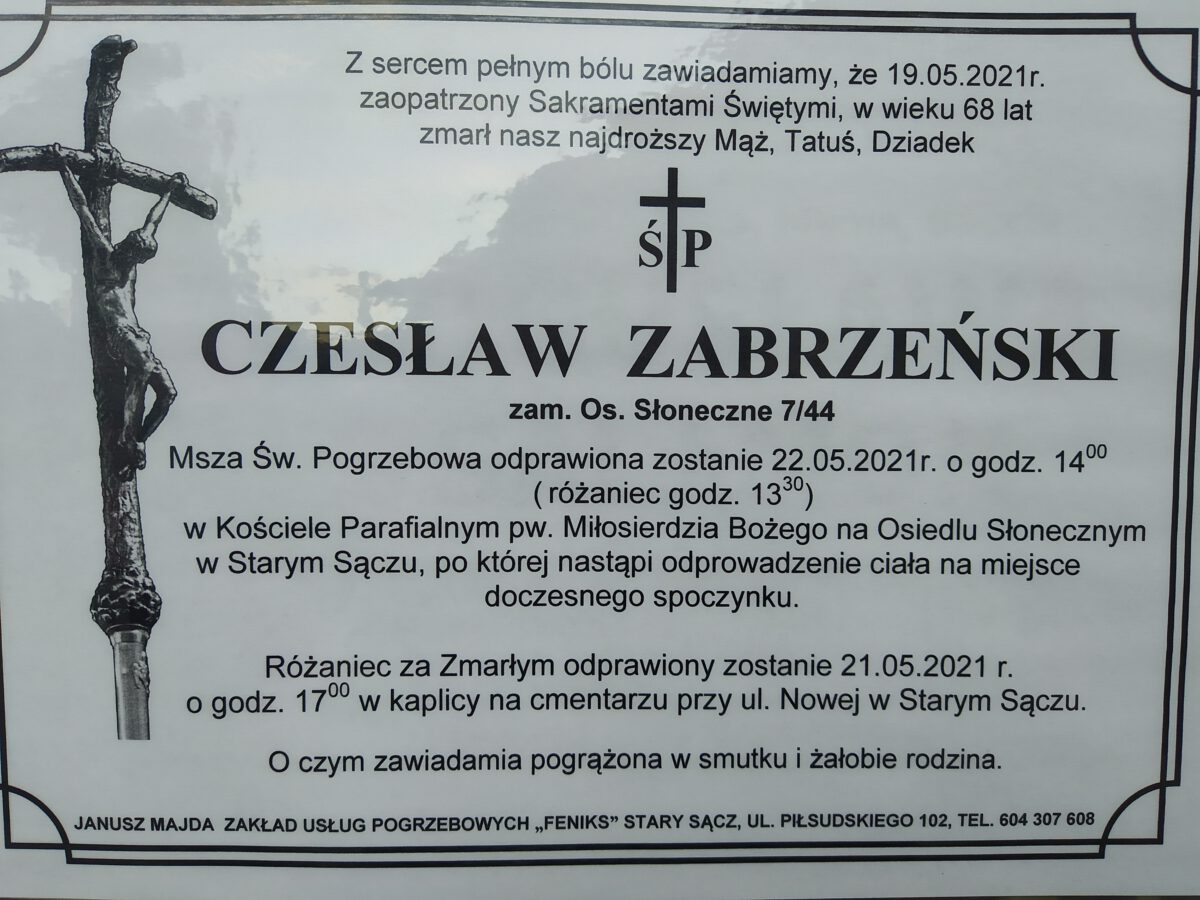 Z sercem pełnym bólu zawiadamiamy, że 19.05.2021r.
zaopatrzony Sakramentami Świętymi, w wieku 68 lat
zmarł nasz najdroższy Mąż, Tatuś, Dziadek
Ś P
CZESŁAW ZABRZEŃSKI
zam. Os. Słoneczne 7/44
Msza Św. Pogrzebowa odprawiona zostanie 22.05.2021r. o godz. 14⁰⁰
(różaniec godz. 13³⁰)
w Kościele Parafialnym pw. Miłosierdzia Bożego na Osiedlu Słonecznym
w Starym Sączu, po której nastąpi odprowadzenie ciała na miejsce
doczesnego spoczynku.
Różaniec za Zmarłym odprawiony zostanie 21.05.2021 r.
o godz. 17⁰⁰ w kaplicy na cmentarzu przy ul. Nowej w Starym Sączu.
O czym zawiadamia pogrążona w smutku i żałobie rodzina.
JANUSZ MAJDA ZAKŁAD USŁUG POGRZEBOWYCH „FENIKS” STARY SĄCZ, UL. PIŁSUDSKIEGO 102, TEL. 604 307 608